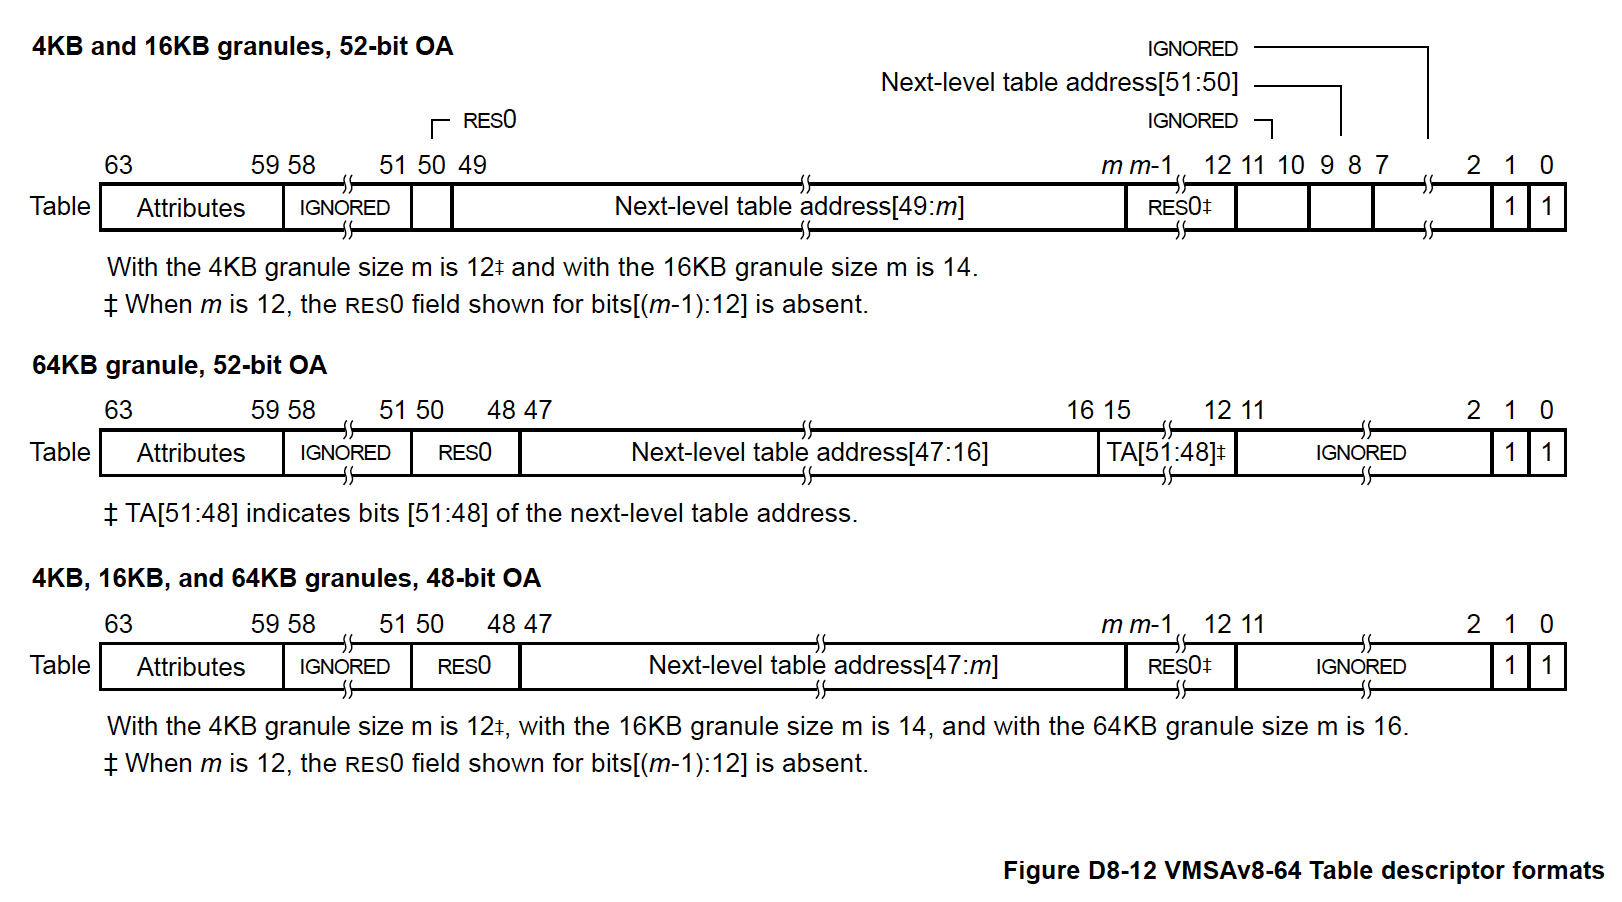 4KB and 16KB granules, 52-bit OA
IGNORED
Next-level table address[51:50]
RES0
IGNORED
63 59 58 51 50 49 m m-1 12 11 10 9 8 7 2 1 0
Table Attributes IGNORED Next-level table address[49:m] RES0‡ 1 1
With the 4KB granule size m is 12‡ and with the 16KB granule size m is 14.
‡ When m is 12, the RES0 field shown for bits[(m-1):12] is absent.
64KB granule, 52-bit OA
63 59 58 51 50 48 47 16 15 12 11 2 1 0
Table Attributes IGNORED RES0 Next-level table address[47:16] TA[51:48]‡ IGNORED 1 1
‡ TA[51:48] indicates bits [51:48] of the next-level table address.
4KB, 16KB, and 64KB granules, 48-bit OA
63 59 58 51 50 48 47 m m-1 12 11 2 1 0
Table Attributes IGNORED RES0 Next-level table address[47:m] RES0‡ IGNORED 1 1
With the 4KB granule size m is 12‡, with the 16KB granule size m is 14, and with the 64KB granule size m is 16.
‡ When m is 12, the RES0 field shown for bits[(m-1):12] is absent.
Figure D8-12 VMSAv8-64 Table descriptor formats